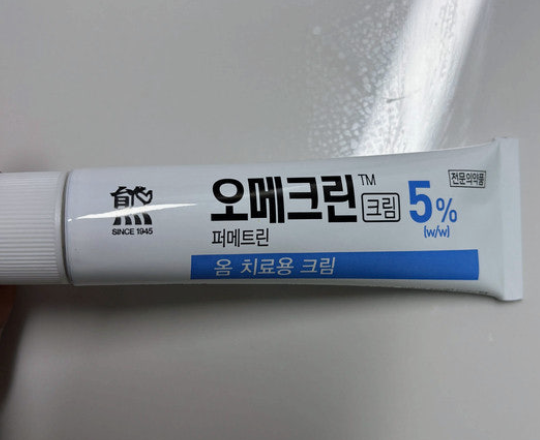 熊
SINCE 1945
오메크린™ 크림 5%
(w/w)
전문의약품
퍼메트린
옴 치료용 크림